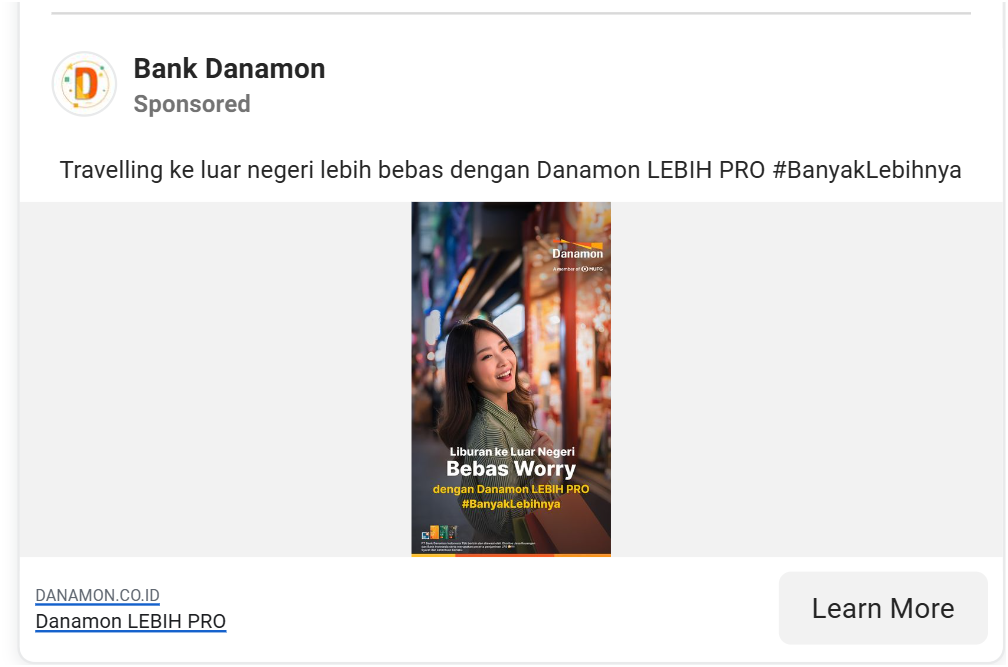 Bank Danamon
Sponsored
Travelling ke luar negeri lebih bebas dengan Danamon LEBIH PRO #BanyakLebihnya
D
Danamon
A member of MUFG
Liburan ke Luar Negeri
Bebas Worry
dengan Danamon LEBIH PRO
#BanyakLebihnya
DANAMON.CO.ID
Danamon LEBIH PRO
Learn More